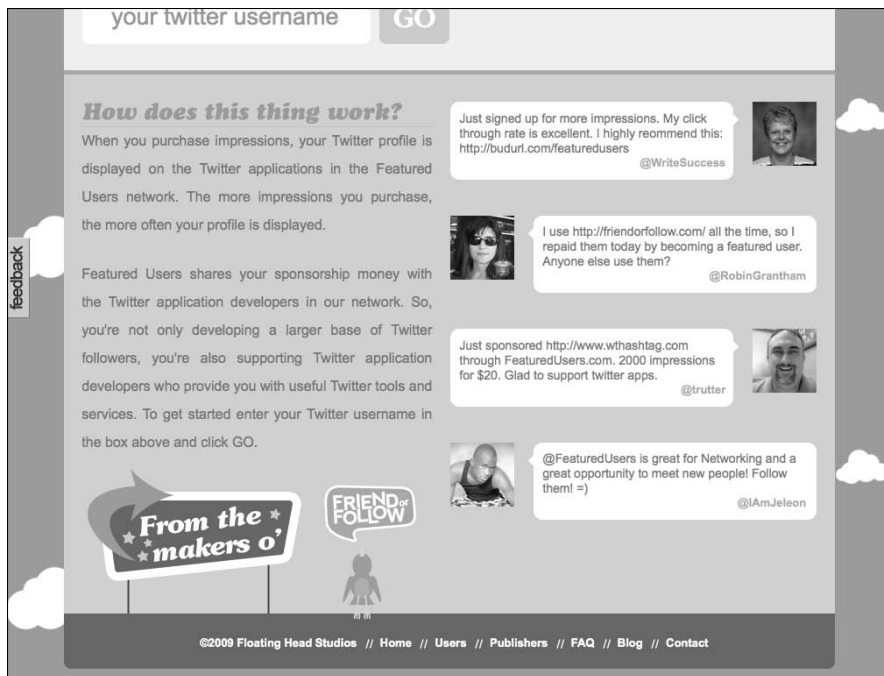 your twitter username
GO
How does this thing work?
When you purchase impressions, your Twitter profile is
displayed on the Twitter applications in the Featured
Users network. The more impressions you purchase,
the more often your profile is displayed.
Featured Users shares your sponsorship money with
the Twitter application developers in our network. So,
you're not only developing a larger base of Twitter
followers, you're also supporting Twitter application
developers who provide you with useful Twitter tools and
services. To get started enter your Twitter username in
the box above and click GO.
Just signed up for more impressions. My click
through rate is excellent. I highly reommend this:
http://budurl.com/featuredusers
@WriteSuccess
I use http://friendorfollow.com/ all the time, so I
repaid them today by becoming a featured user.
Anyone else use them?
@RobinGrantham
Just sponsored http://www.wthashtag.com
through FeaturedUsers.com. 2000 impressions
for $20. Glad to support twitter apps.
@trutter
@FeaturedUsers is great for Networking and a
great opportunity to meet new people! Follow
them! =)
@IAmJeleon
feedback
From the
makers o'
FRIEND or
FOLLOW
©2009 Floating Head Studios // Home // Users // Publishers // FAQ // Blog // Contact